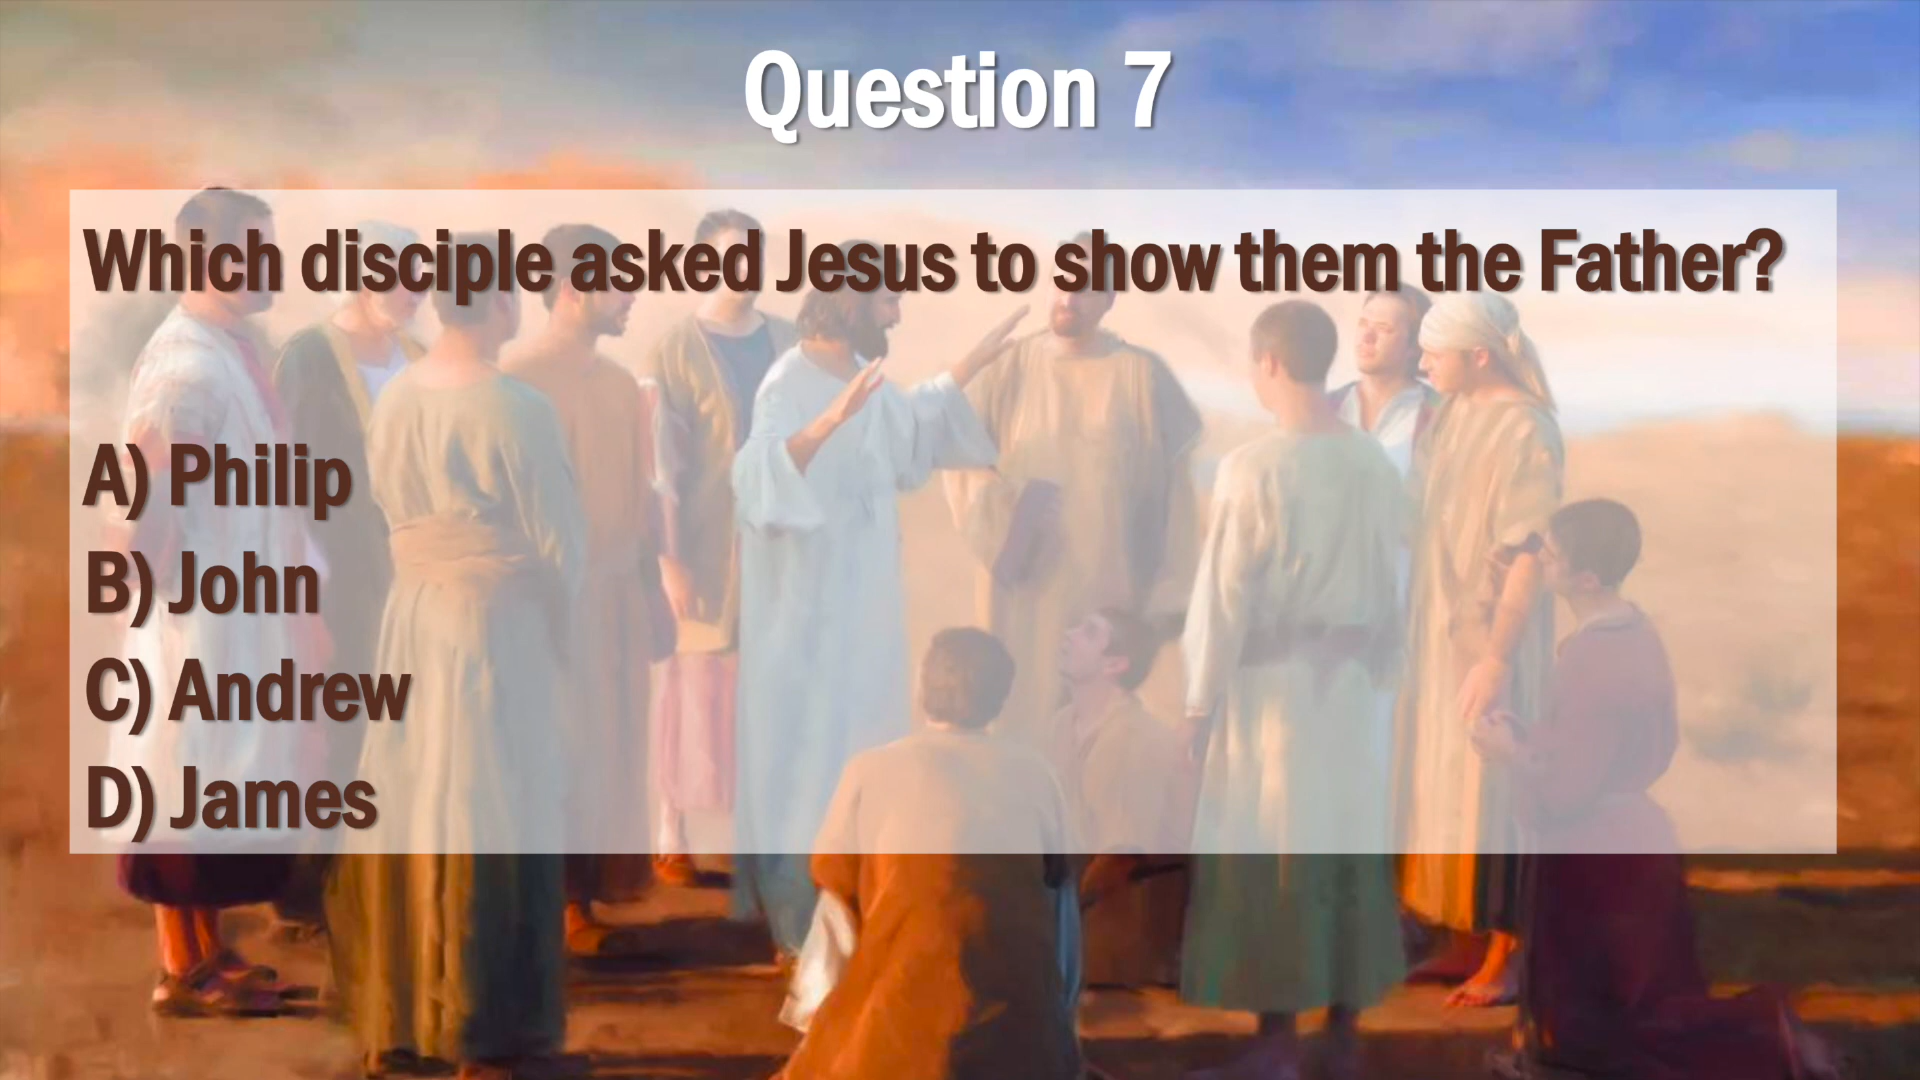 Question 7
Which disciple asked Jesus to show them the Father?
A) Philip
B) John
C) Andrew
D) James